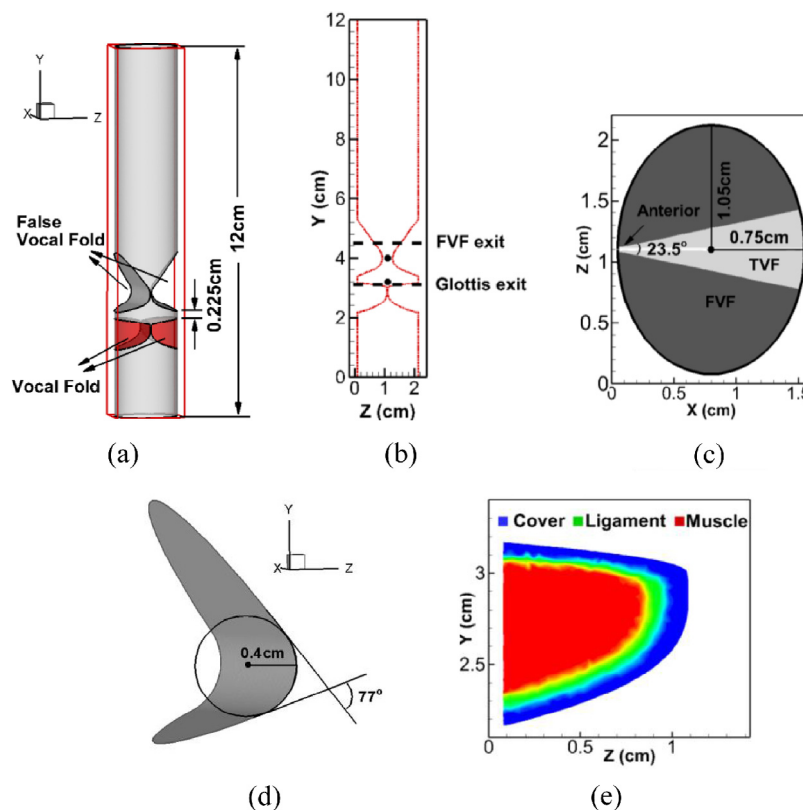 Y
X
Z
False
Vocal Fold
Vocal Fold
12cm
0.225cm
(a)
12
10
8
6
4
2
0
Y (cm)
FVF exit
Glottis exit
0 1 2
Z (cm)
(b)
2
1.5
1
0.5
0
Z (cm)
Anterior
1.05cm
23.5°
0.75cm
TVF
FVF
0 0.5 1 1.5
X (cm)
(c)
Y
X
Z
0.4cm
77°
(d)
Cover Ligament Muscle
3
2.5
Y (cm)
0 0.5 1
Z (cm)
(e)